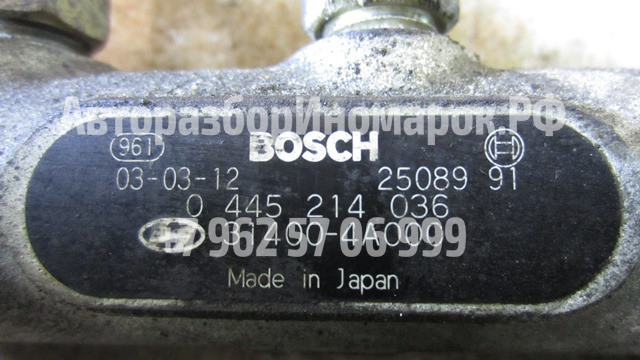 АвторазборИномарок РФ
961 BOSCH
03-03-12 25089 91
0 445 214 036
31400-4A000
+7 962 97 06 999
Made in Japan